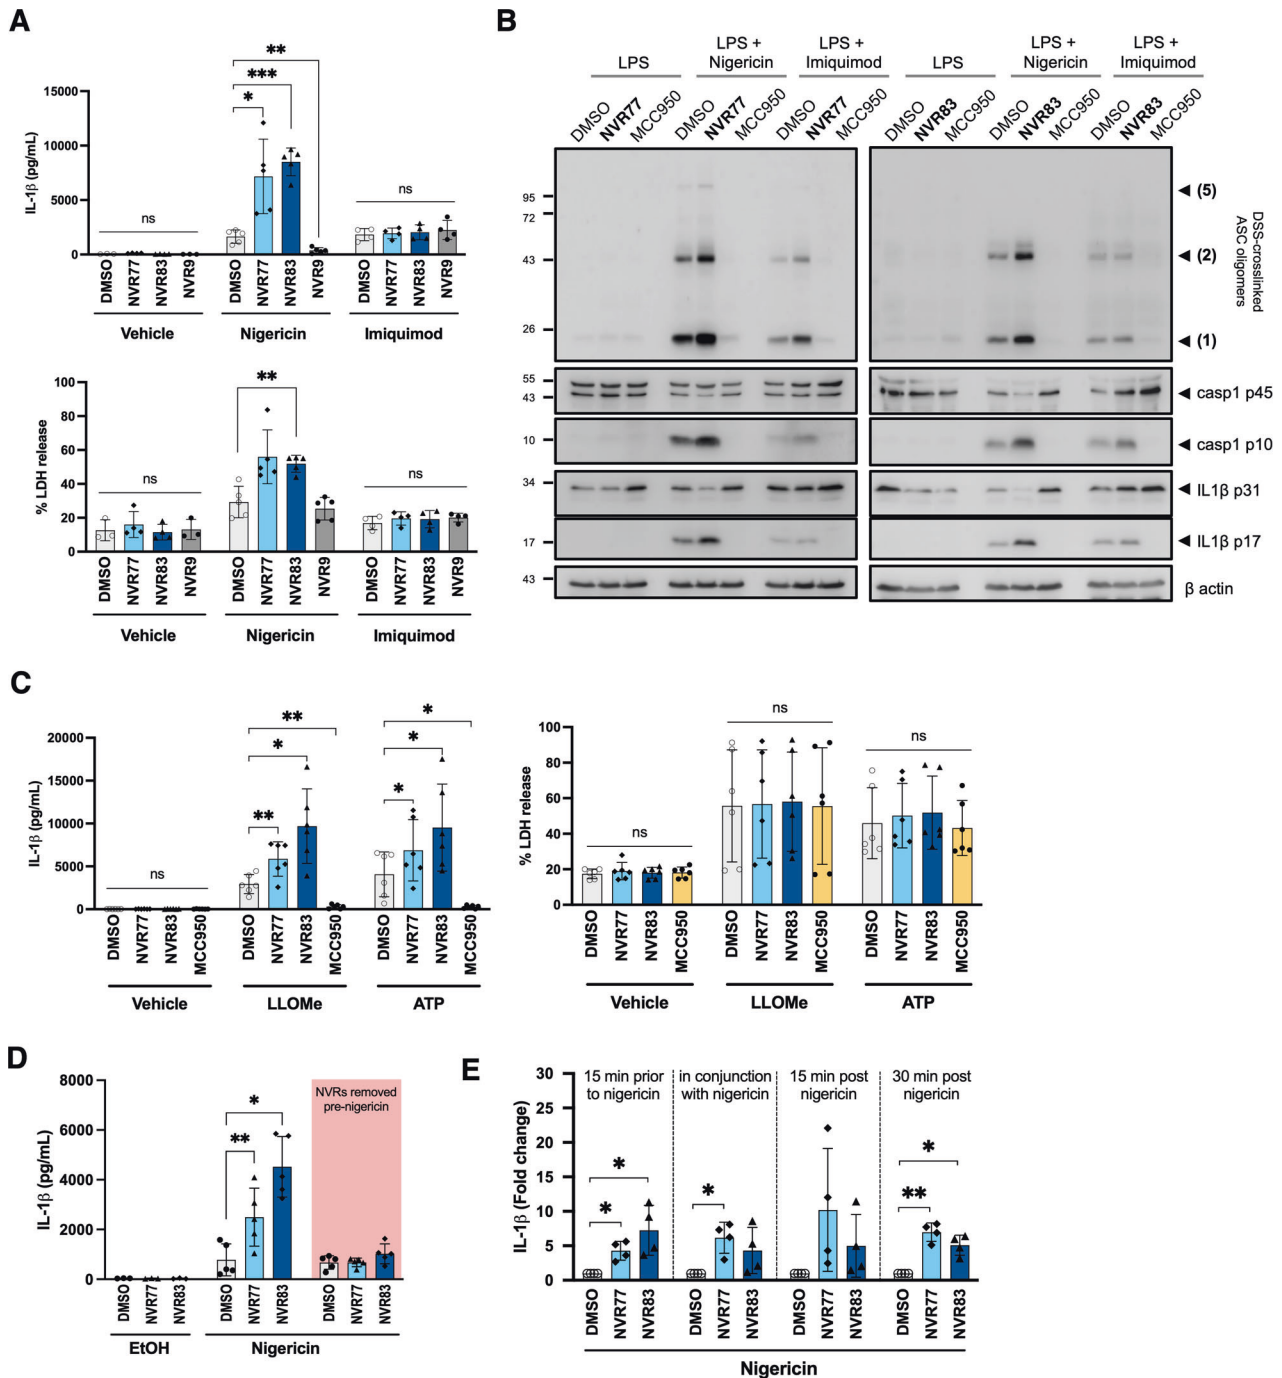 A
15000
10000
5000
0
IL-1β (pg/mL)
ns
*
***
**
ns
DMSO
NVR77
NVR83
NVR9
DMSO
NVR77
NVR83
NVR9
DMSO
NVR77
NVR83
NVR9
Vehicle
Nigericin
Imiquimod
100
80
60
40
20
0
% LDH release
ns
**
ns
DMSO
NVR77
NVR83
NVR9
DMSO
NVR77
NVR83
NVR9
DMSO
NVR77
NVR83
NVR9
Vehicle
Nigericin
Imiquimod
B
LPS
LPS +
Nigericin
LPS +
Imiquimod
LPS
LPS +
Nigericin
LPS +
Imiquimod
DMSO
NVR77
MCC950
DMSO
NVR77
MCC950
DMSO
NVR77
MCC950
DMSO
NVR83
MCC950
DMSO
NVR83
MCC950
DMSO
NVR83
MCC950
95
72
43
26
55
43
10
34
17
43
(5)
(2)
(1)
DSS-crosslinked
ASC oligomers
casp1 p45
casp1 p10
IL1β p31
IL1β p17
β actin
C
20000
15000
10000
5000
0
IL-1β (pg/mL)
ns
**
*
**
*
*
*
DMSO
NVR77
NVR83
MCC950
DMSO
NVR77
NVR83
MCC950
DMSO
NVR77
NVR83
MCC950
Vehicle
LLOMe
ATP
100
80
60
40
20
0
% LDH release
ns
ns
ns
DMSO
NVR77
NVR83
MCC950
DMSO
NVR77
NVR83
MCC950
DMSO
NVR77
NVR83
MCC950
Vehicle
LLOMe
ATP
D
8000
6000
4000
2000
0
IL-1β (pg/mL)
NVRs removed
pre-nigericin
*
**
DMSO
NVR77
NVR83
DMSO
NVR77
NVR83
DMSO
NVR77
NVR83
EtOH
Nigericin
E
30
25
20
15
10
5
0
IL-1β (Fold change)
15 min prior
to nigericin
in conjunction
with nigericin
15 min post
nigericin
30 min post
nigericin
*
*
*
*
**
DMSO
NVR77
NVR83
DMSO
NVR77
NVR83
DMSO
NVR77
NVR83
DMSO
NVR77
NVR83
Nigericin